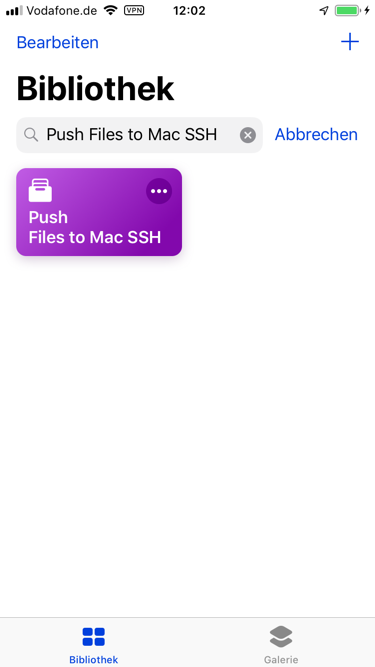 Vodafone.de VPN 12:02
Bearbeiten
Bibliothek
Push Files to Mac SSH Abbrechen
Push
Files to Mac SSH
Bibliothek Galerie